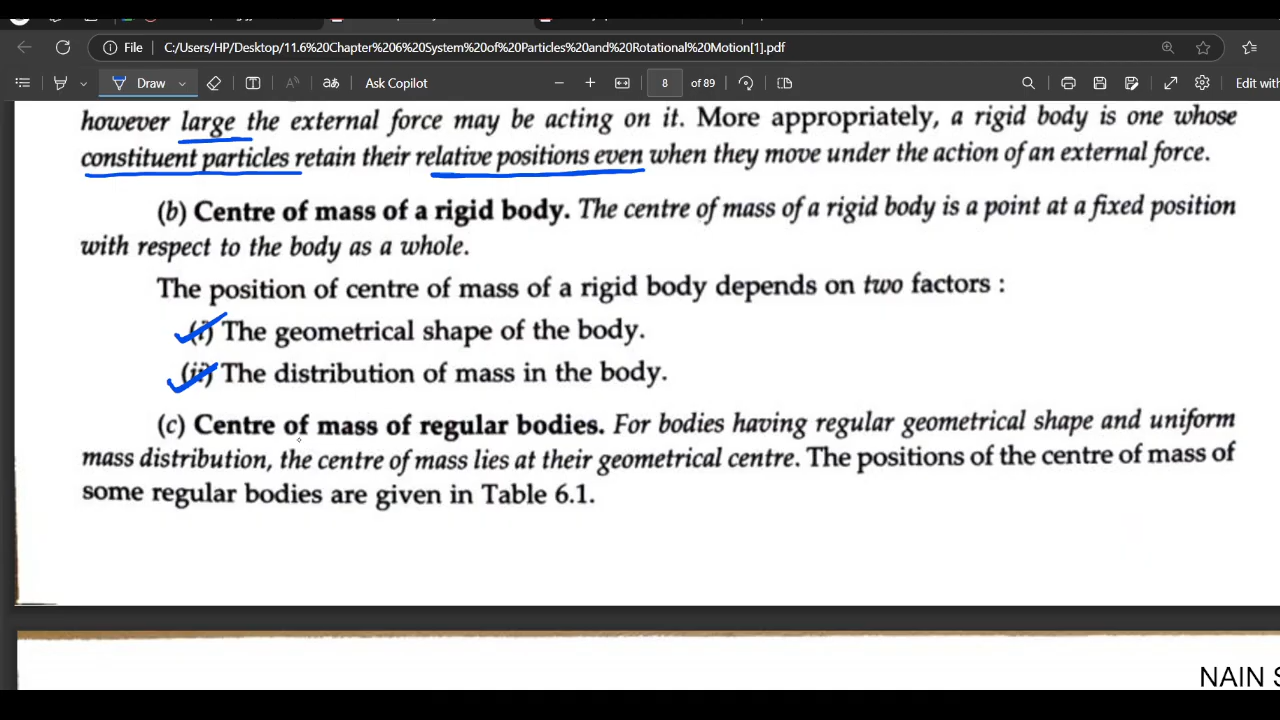 File C:/Users/HP/Desktop/11.6%20Chapter%206%20System%20of%20Particles%20and%20Rotational%20Motion[1].pdf
Draw Ask Copilot 8 of 89 Edit with
however large the external force may be acting on it. More appropriately, a rigid body is one whose
constituent particles retain their relative positions even when they move under the action of an external force.
(b) Centre of mass of a rigid body. The centre of mass of a rigid body is a point at a fixed position
with respect to the body as a whole.
The position of centre of mass of a rigid body depends on two factors :
(i) The geometrical shape of the body.
(ii) The distribution of mass in the body.
(c) Centre of mass of regular bodies. For bodies having regular geometrical shape and uniform
mass distribution, the centre of mass lies at their geometrical centre. The positions of the centre of mass of
some regular bodies are given in Table 6.1.
NAIN S